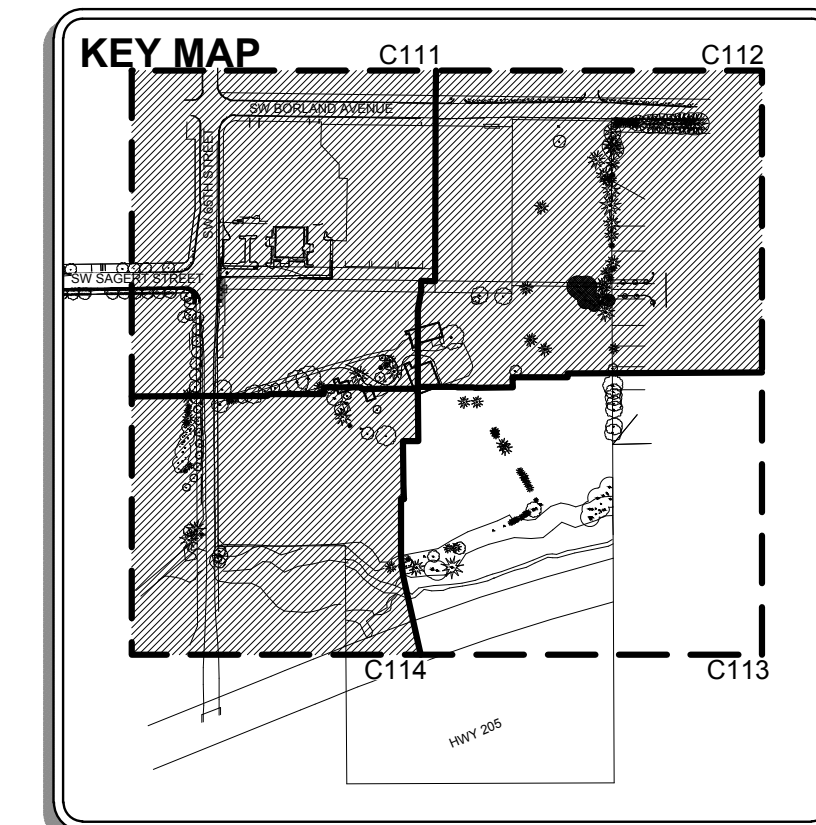 KEY MAP
C111
C112
SW BORLAND AVENUE
SW 65TH STREET
SW SAGERT STREET
C114
C113
HWY 205